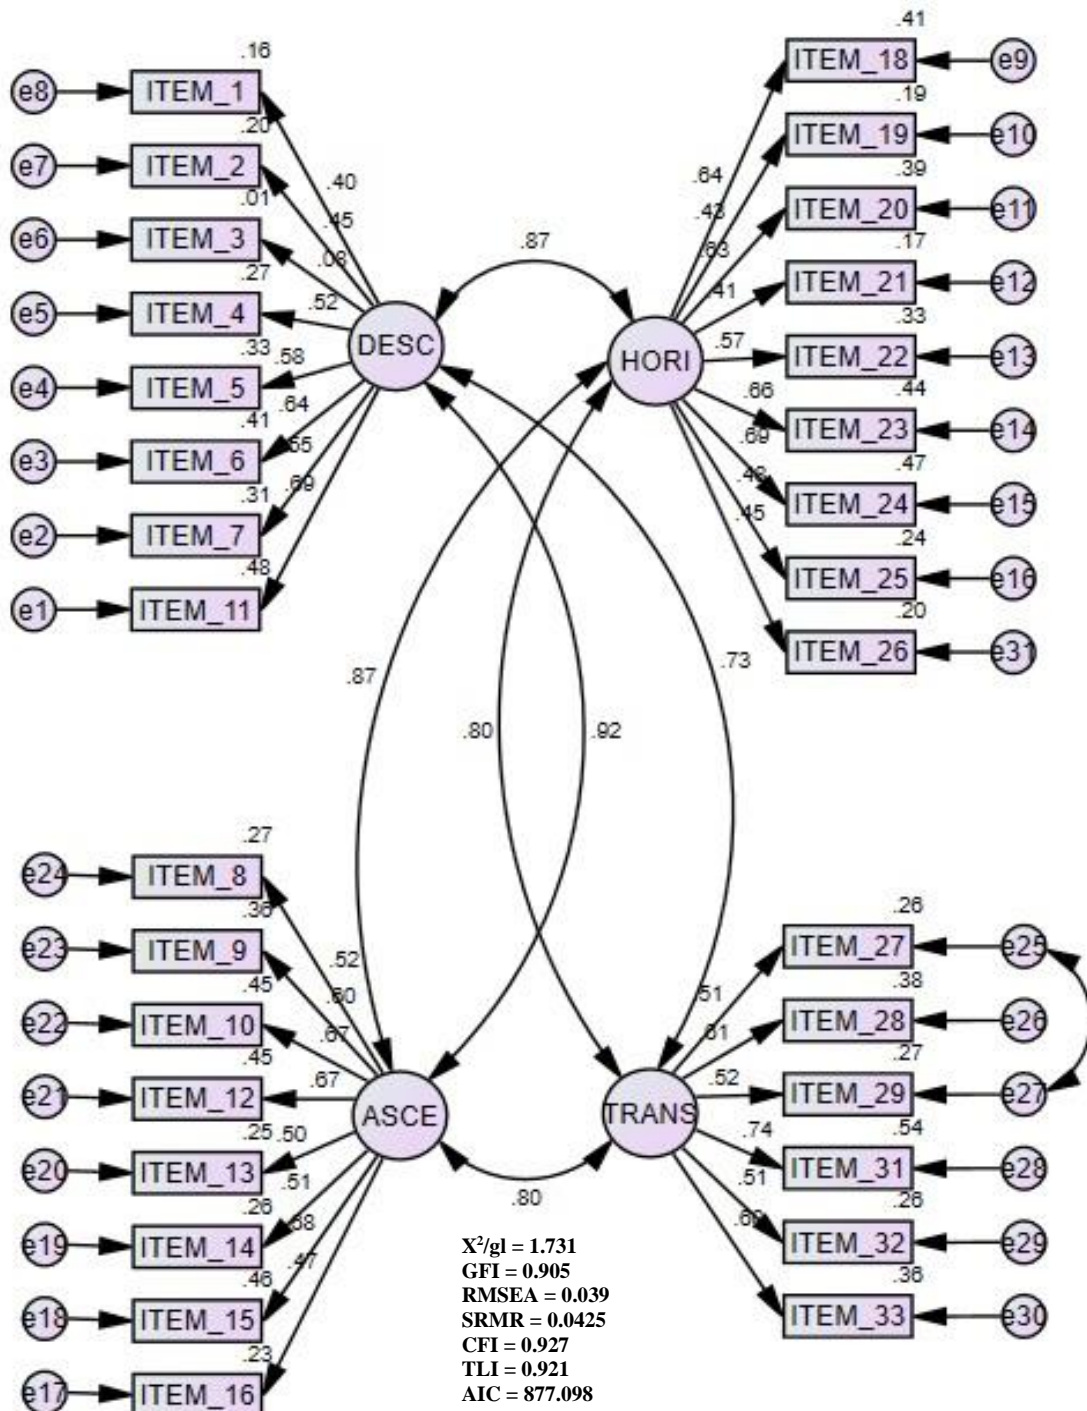 .16
e8 ITEM_1
.20
e7 ITEM_2
.01
e6 ITEM_3
.27
e5 ITEM_4
.33
e4 ITEM_5
.41
e3 ITEM_6
.31
e2 ITEM_7
.48
e1 ITEM_11
.40
.45
.08
.52
.58
.64
.55
.69
DESC
.87
HORI
.41
ITEM_18 e9
.19
ITEM_19 e10
.39
ITEM_20 e11
.17
ITEM_21 e12
.33
ITEM_22 e13
.44
ITEM_23 e14
.47
ITEM_24 e15
.24
ITEM_25 e16
.20
ITEM_26 e31
.64
.43
.63
.41
.57
.66
.69
.45
.87
.80
.92
.73
.27
e24 ITEM_8
.36
e23 ITEM_9
.45
e22 ITEM_10
.45
e21 ITEM_12
.25
e20 ITEM_13
.26
e19 ITEM_14
.46
e18 ITEM_15
.23
e17 ITEM_16
.52
.60
.67
.67
.50
.51
.68
.47
ASCE
.80
TRANS
.26
ITEM_27 e25
.38
ITEM_28 e26
.27
ITEM_29 e27
.54
ITEM_31 e28
.26
ITEM_32 e29
.36
ITEM_33 e30
.51
.61
.52
.74
.51
X²/gl = 1.731
GFI = 0.905
RMSEA = 0.039
SRMR = 0.0425
CFI = 0.927
TLI = 0.921
AIC = 877.098